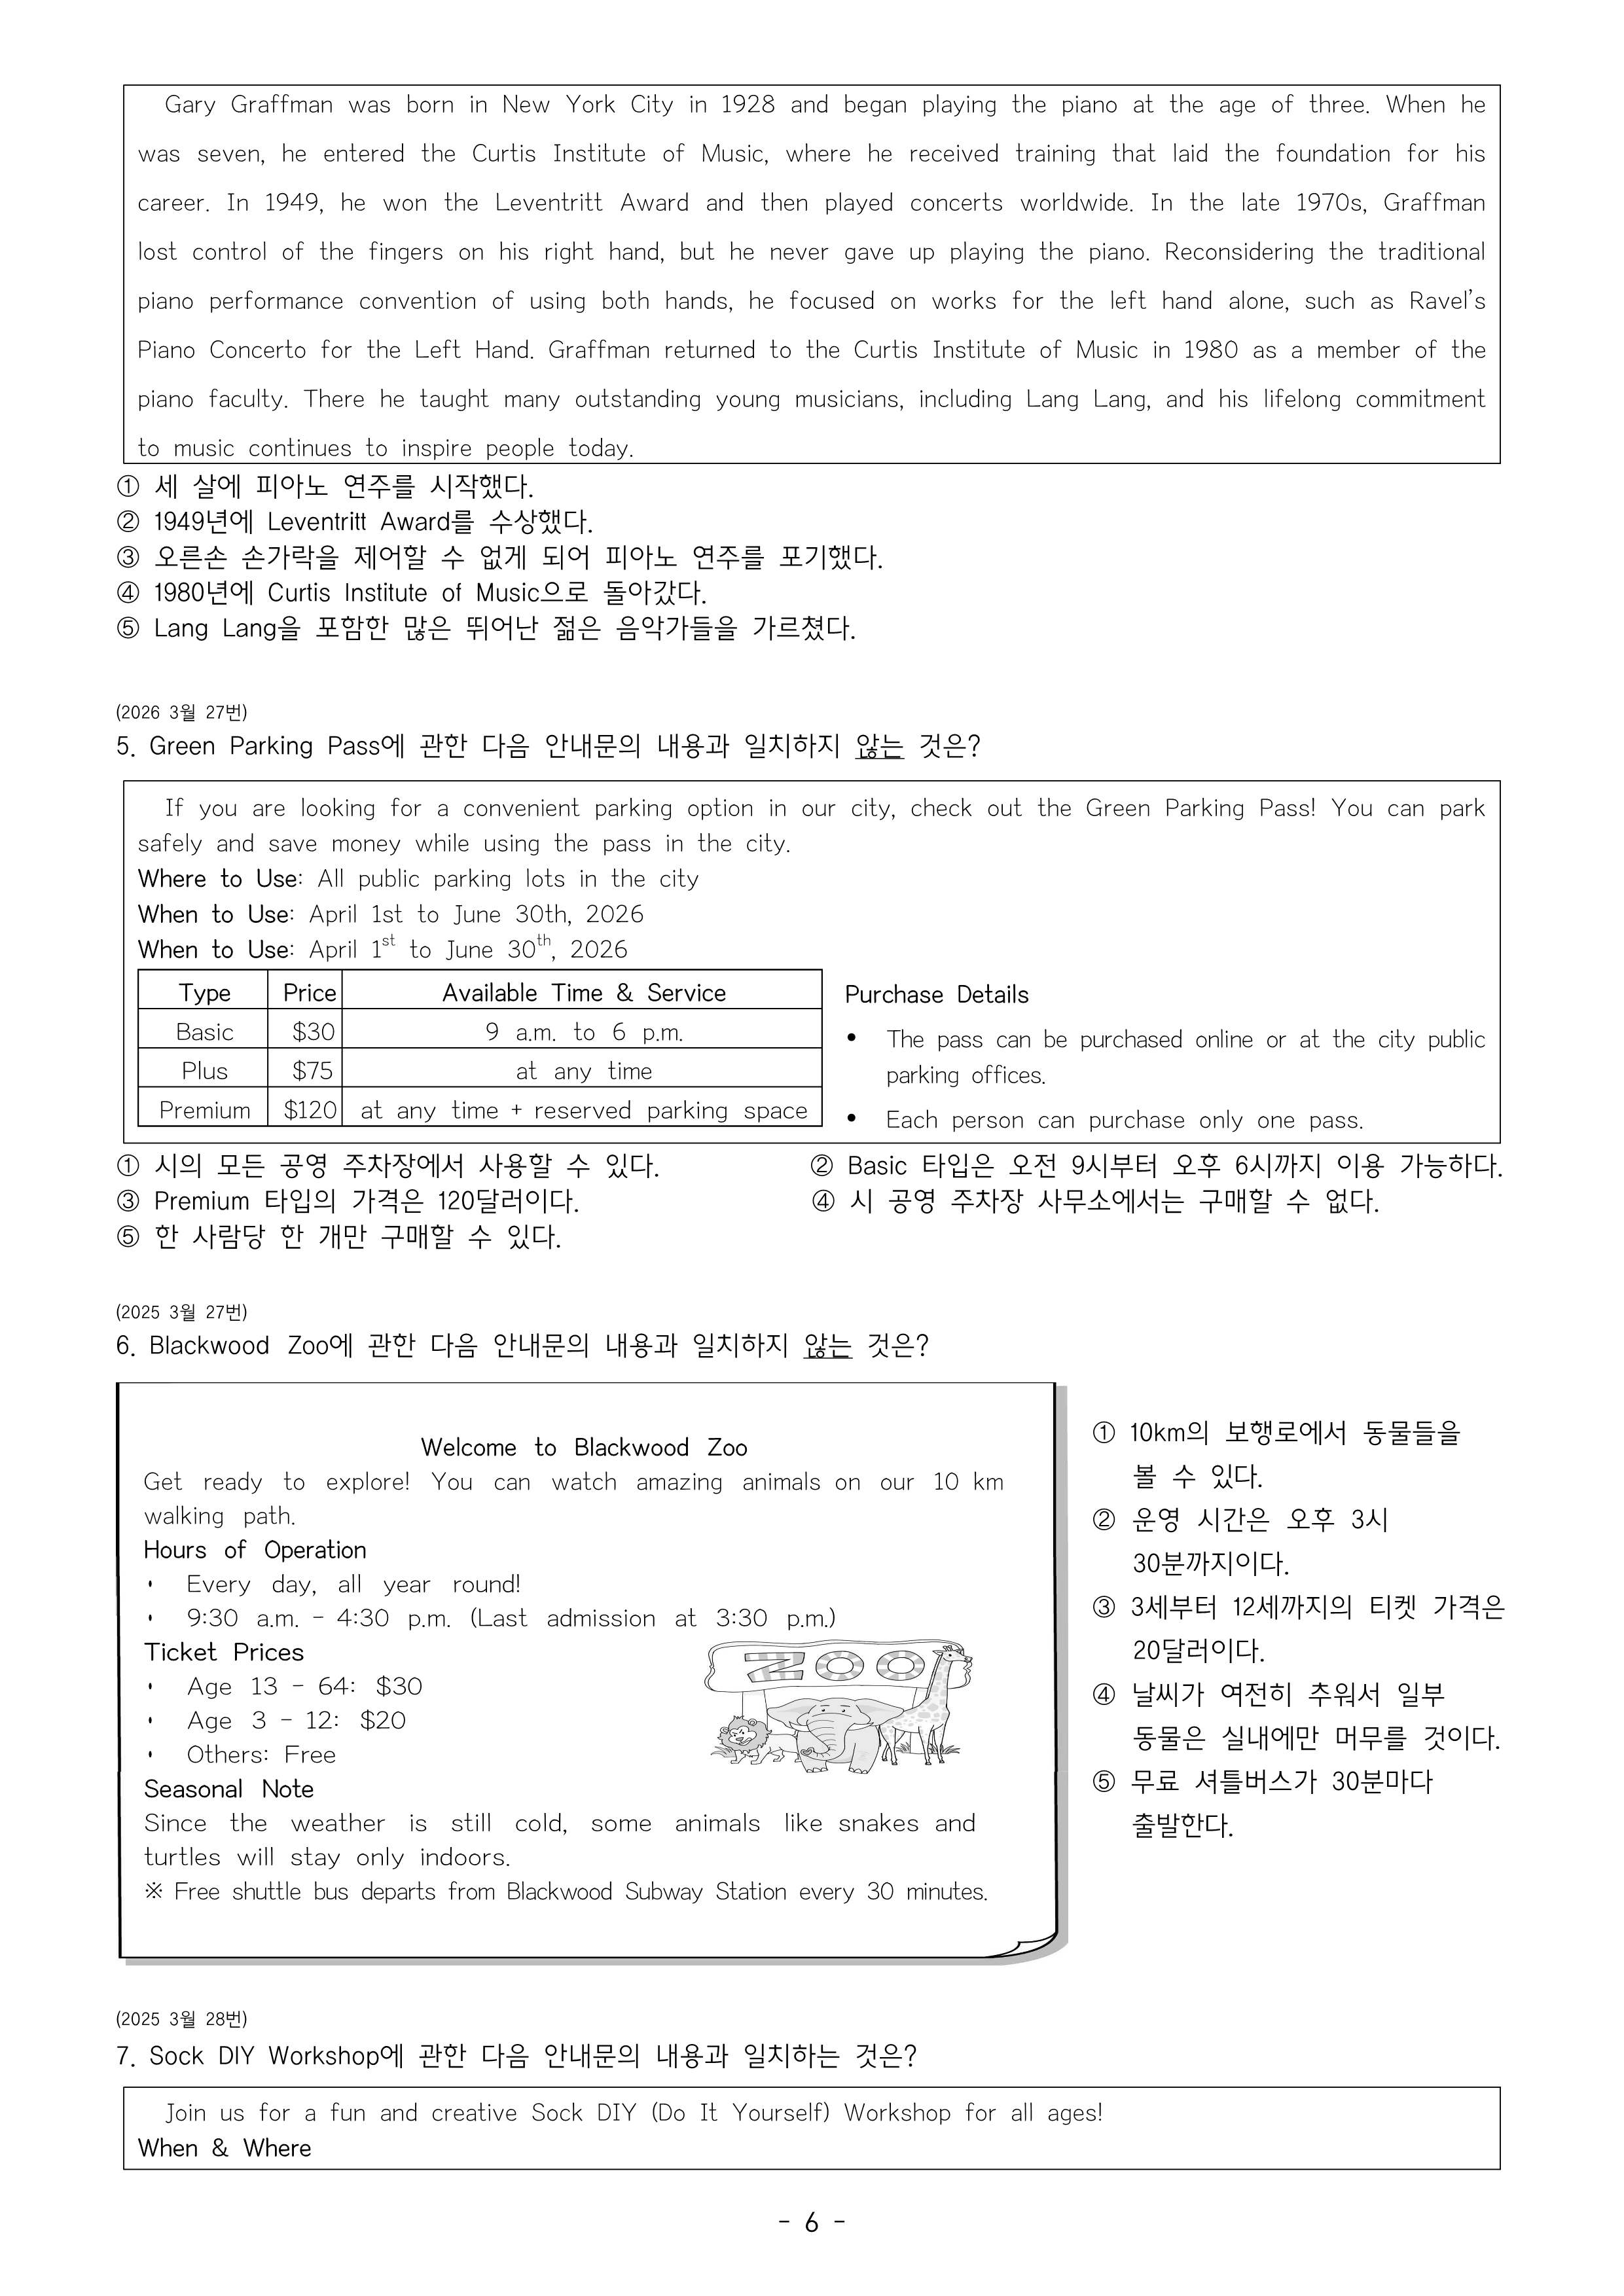 Gary Graffman was born in New York City in 1928 and began playing the piano at the age of three. When he
was seven, he entered the Curtis Institute of Music, where he received training that laid the foundation for his
career. In 1949, he won the Leventritt Award and then played concerts worldwide. In the late 1970s, Graffman
lost control of the fingers on his right hand, but he never gave up playing the piano. Reconsidering the traditional
piano performance convention of using both hands, he focused on works for the left hand alone, such as Ravel's
Piano Concerto for the Left Hand. Graffman returned to the Curtis Institute of Music in 1980 as a member of the
piano faculty. There he taught many outstanding young musicians, including Lang Lang, and his lifelong commitment
to music continues to inspire people today.
① 세 살에 피아노 연주를 시작했다.
② 1949년에 Leventritt Award를 수상했다.
③ 오른손 손가락을 제어할 수 없게 되어 피아노 연주를 포기했다.
④ 1980년에 Curtis Institute of Music으로 돌아갔다.
⑤ Lang Lang을 포함한 많은 뛰어난 젊은 음악가들을 가르쳤다.
(2026 3월 27번)
5. Green Parking Pass에 관한 다음 안내문의 내용과 일치하지 않는 것은?
If you are looking for a convenient parking option in our city, check out the Green Parking Pass! You can park
safely and save money while using the pass in the city.
Where to Use: All public parking lots in the city
When to Use: April 1st to June 30th, 2026
When to Use: April 1st to June 30th, 2026
Type Price Available Time & Service
Basic $30 9 a.m. to 6 p.m.
Plus $75 at any time
Premium $120 at any time + reserved parking space
Purchase Details
• The pass can be purchased online or at the city public
parking offices.
• Each person can purchase only one pass.
① 시의 모든 공영 주차장에서 사용할 수 있다.
② Basic 타입은 오전 9시부터 오후 6시까지 이용 가능하다.
③ Premium 타입의 가격은 120달러이다.
④ 시 공영 주차장 사무소에서는 구매할 수 없다.
⑤ 한 사람당 한 개만 구매할 수 있다.
(2025 3월 27번)
6. Blackwood Zoo에 관한 다음 안내문의 내용과 일치하지 않는 것은?
Welcome to Blackwood Zoo
Get ready to explore! You can watch amazing animals on our 10 km
walking path.
Hours of Operation
• Every day, all year round!
• 9:30 a.m. - 4:30 p.m. (Last admission at 3:30 p.m.)
Ticket Prices
• Age 13 - 64: $30
• Age 3 - 12: $20
• Others: Free
ZOO
Seasonal Note
Since the weather is still cold, some animals like snakes and
turtles will stay only indoors.
※ Free shuttle bus departs from Blackwood Subway Station every 30 minutes.
① 10km의 보행로에서 동물들을
볼 수 있다.
② 운영 시간은 오후 3시
30분까지이다.
③ 3세부터 12세까지의 티켓 가격은
20달러이다.
④ 날씨가 여전히 추워서 일부
동물은 실내에만 머무를 것이다.
⑤ 무료 셔틀버스가 30분마다
출발한다.
(2025 3월 28번)
7. Sock DIY Workshop에 관한 다음 안내문의 내용과 일치하는 것은?
Join us for a fun and creative Sock DIY (Do It Yourself) Workshop for all ages!
When & Where
- 6 -